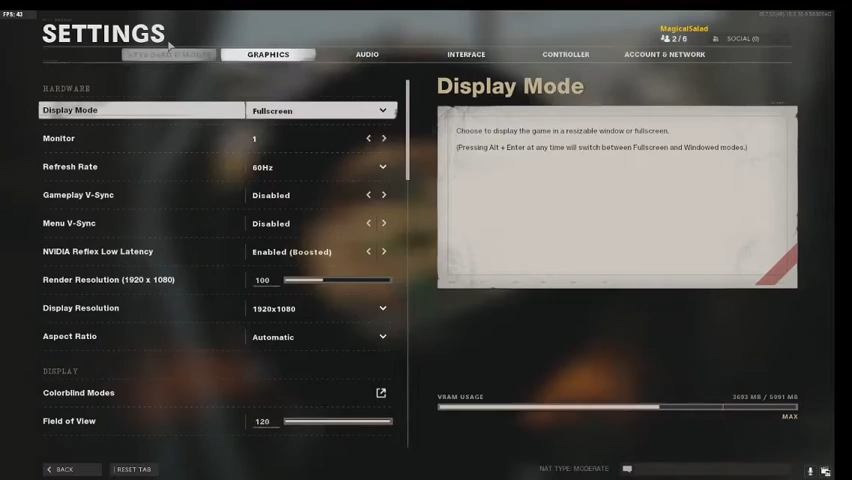 FPS: 43
SETTINGS
MagicalSalad
2/6
SOCIAL (0)
KEYBOARD & MOUSE
GRAPHICS
AUDIO
INTERFACE
CONTROLLER
ACCOUNT & NETWORK
HARDWARE
Display Mode
Fullscreen
Monitor
1
Refresh Rate
60Hz
Gameplay V-Sync
Disabled
Menu V-Sync
Disabled
NVIDIA Reflex Low Latency
Enabled (Boosted)
Render Resolution (1920 x 1080)
100
Display Resolution
1920x1080
Aspect Ratio
Automatic
DISPLAY
Colorblind Modes
Field of View
120
Display Mode
Choose to display the game in a resizable window or fullscreen.
(Pressing Alt + Enter at any time will switch between Fullscreen and Windowed modes.)
VRAM USAGE
3693 MB / 5991 MB
MAX
BACK
RESET TAB
NAT TYPE: MODERATE